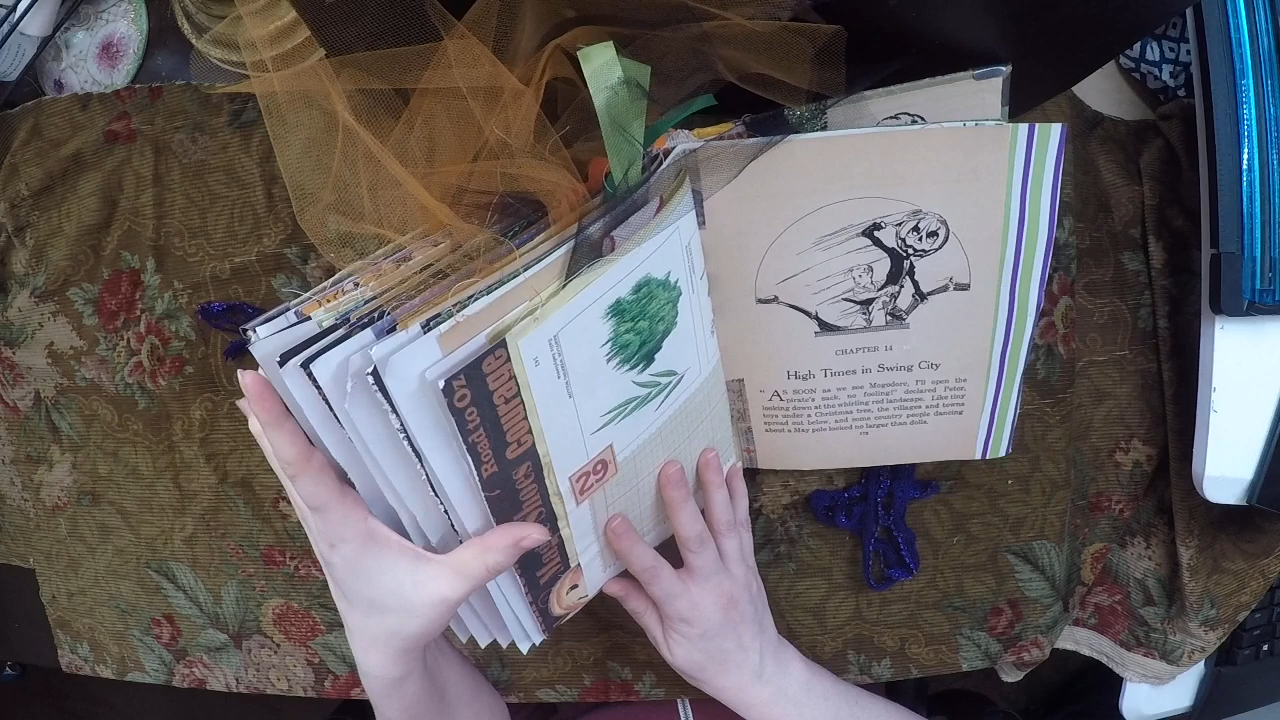 CHAPTER 14
High Times in Swing City
"AS SOON as we see Mogodore, I'll open the
pirate's sack, no fooling!" declared Peter,
looking down at the whirling red landscape. Like tiny
toys under a Christmas tree, the villages and towns
spread out below, and some country people dancing
about a May pole looked no larger than dolls.
29
143
Road to Oz
Courage